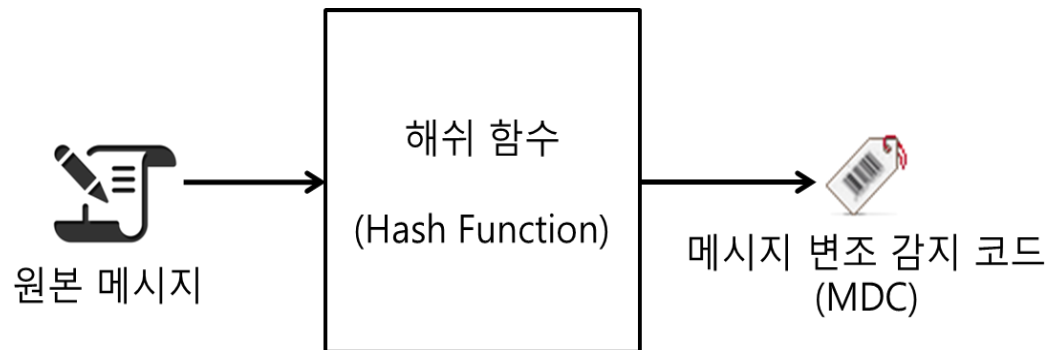 원본 메시지
해쉬 함수
(Hash Function)
메시지 변조 감지 코드
(MDC)